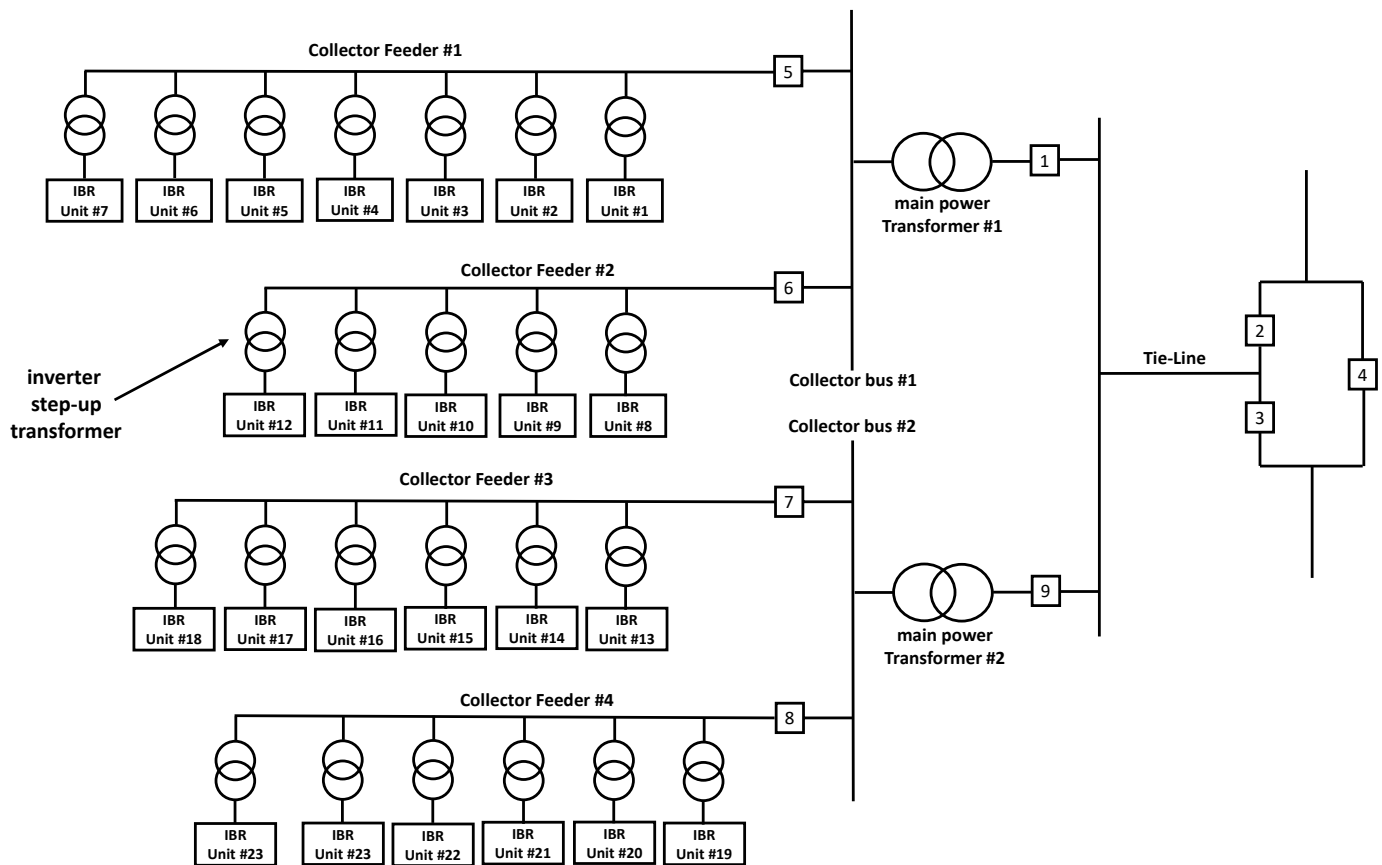 Collector Feeder #1
5
IBR
Unit #7
IBR
Unit #6
IBR
Unit #5
IBR
Unit #4
IBR
Unit #3
IBR
Unit #2
IBR
Unit #1
1
main power
Transformer #1
Collector Feeder #2
6
inverter
step-up
transformer
IBR
Unit #12
IBR
Unit #11
IBR
Unit #10
IBR
Unit #9
IBR
Unit #8
Collector bus #1
Collector bus #2
Tie-Line
2
3
4
Collector Feeder #3
7
IBR
Unit #18
IBR
Unit #17
IBR
Unit #16
IBR
Unit #15
IBR
Unit #14
IBR
Unit #13
9
main power
Transformer #2
Collector Feeder #4
8
IBR
Unit #23
IBR
Unit #23
IBR
Unit #22
IBR
Unit #21
IBR
Unit #20
IBR
Unit #19